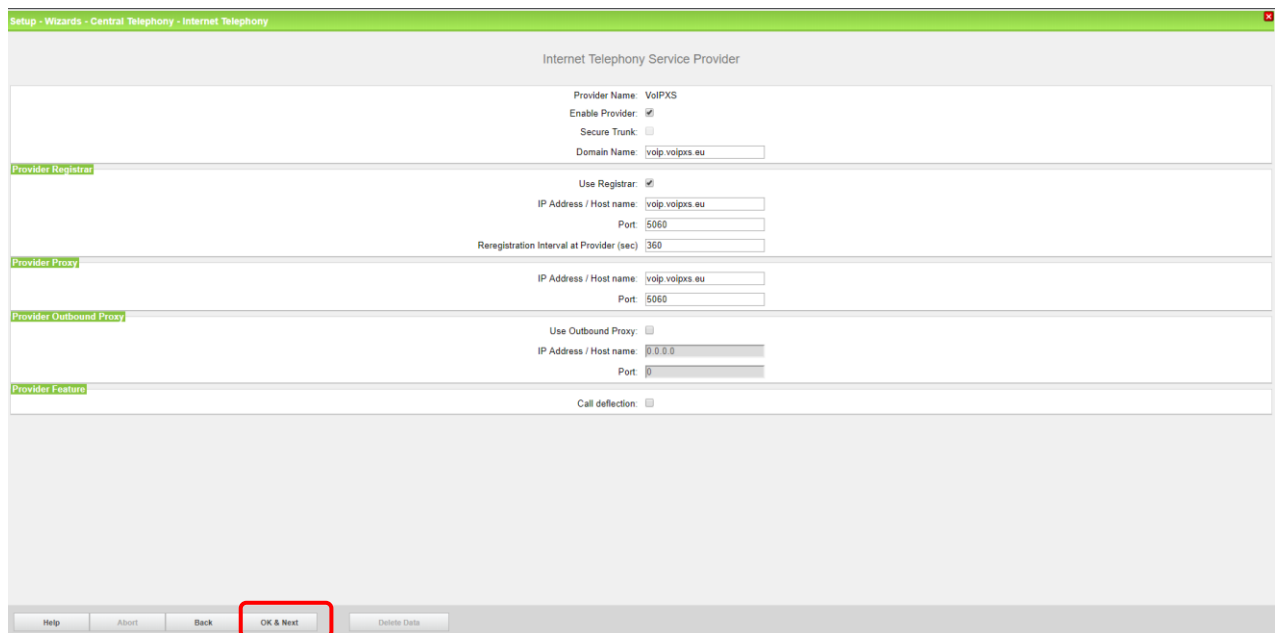 Setup - Wizards - Central Telephony - Internet Telephony
Internet Telephony Service Provider
Provider Name: VoIPXS
Enable Provider:
Secure Trunk:
Domain Name: voip.voipxs.eu
Provider Registrar
Use Registrar:
IP Address / Host name: voip.voipxs.eu
Port: 5060
Reregistration Interval at Provider (sec) 360
Provider Proxy
IP Address / Host name: voip.voipxs.eu
Port: 5060
Provider Outbound Proxy
Use Outbound Proxy:
IP Address / Host name: 0.0.0.0
Port: 0
Provider Feature
Call deflection:
Help Abort Back OK & Next Delete Data